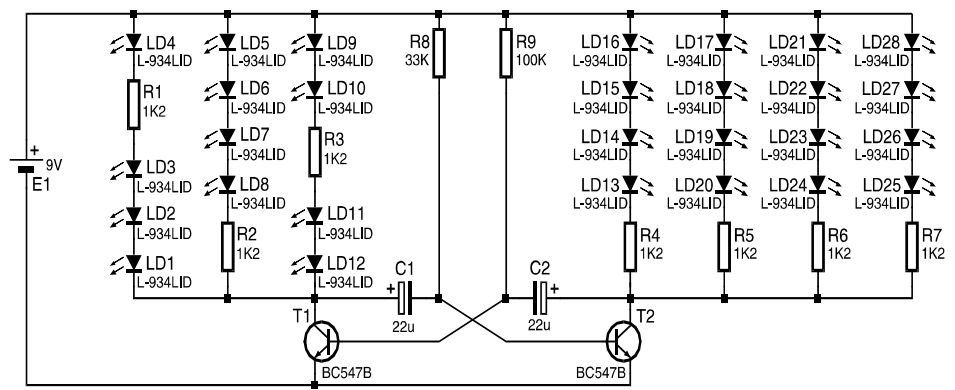 LD4
L-934LID
R1
1K2
LD3
L-934LID
LD2
L-934LID
LD1
L-934LID
LD5
L-934LID
LD6
L-934LID
LD7
L-934LID
LD8
L-934LID
R2
1K2
LD9
L-934LID
LD10
L-934LID
R3
1K2
LD11
L-934LID
LD12
L-934LID
R8
33K
R9
100K
LD16
L-934LID
LD15
L-934LID
LD14
L-934LID
LD13
L-934LID
R4
1K2
LD17
L-934LID
LD18
L-934LID
LD19
L-934LID
LD20
L-934LID
R5
1K2
LD21
L-934LID
LD22
L-934LID
LD23
L-934LID
LD24
L-934LID
R6
1K2
LD28
L-934LID
LD27
L-934LID
LD26
L-934LID
LD25
L-934LID
R7
1K2
+
9V
E1
C1
+
22u
C2
+
22u
T1
BC547B
T2
BC547B